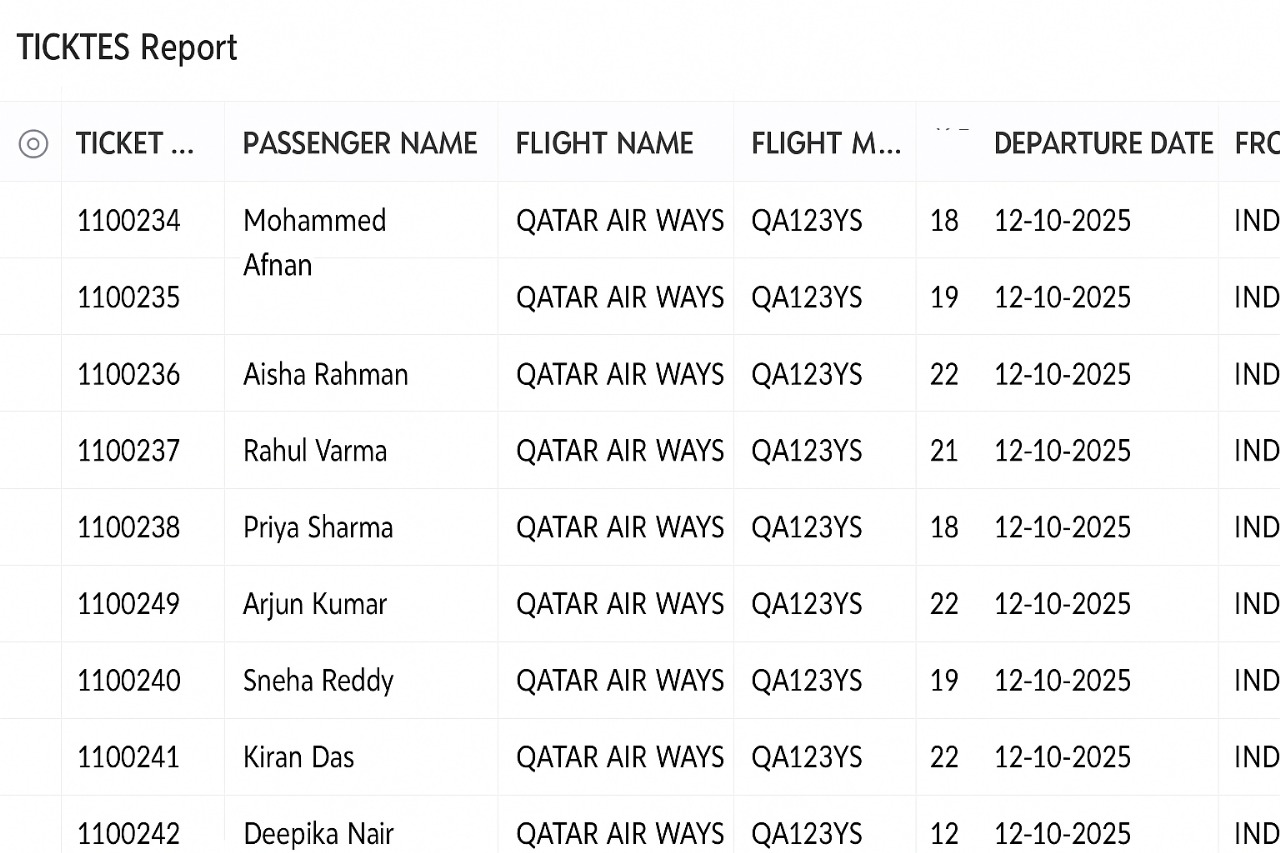 TICKTES Report
TICKET ... PASSENGER NAME FLIGHT NAME FLIGHT M... DEPARTURE DATE FRO
1100234 Mohammed QATAR AIR WAYS QA123YS 18 12-10-2025 IND
Afnan
1100235 QATAR AIR WAYS QA123YS 19 12-10-2025 IND
1100236 Aisha Rahman QATAR AIR WAYS QA123YS 22 12-10-2025 IND
1100237 Rahul Varma QATAR AIR WAYS QA123YS 21 12-10-2025 IND
1100238 Priya Sharma QATAR AIR WAYS QA123YS 18 12-10-2025 IND
1100249 Arjun Kumar QATAR AIR WAYS QA123YS 22 12-10-2025 IND
1100240 Sneha Reddy QATAR AIR WAYS QA123YS 19 12-10-2025 IND
1100241 Kiran Das QATAR AIR WAYS QA123YS 22 12-10-2025 IND
1100242 Deepika Nair QATAR AIR WAYS QA123YS 12 12-10-2025 IND